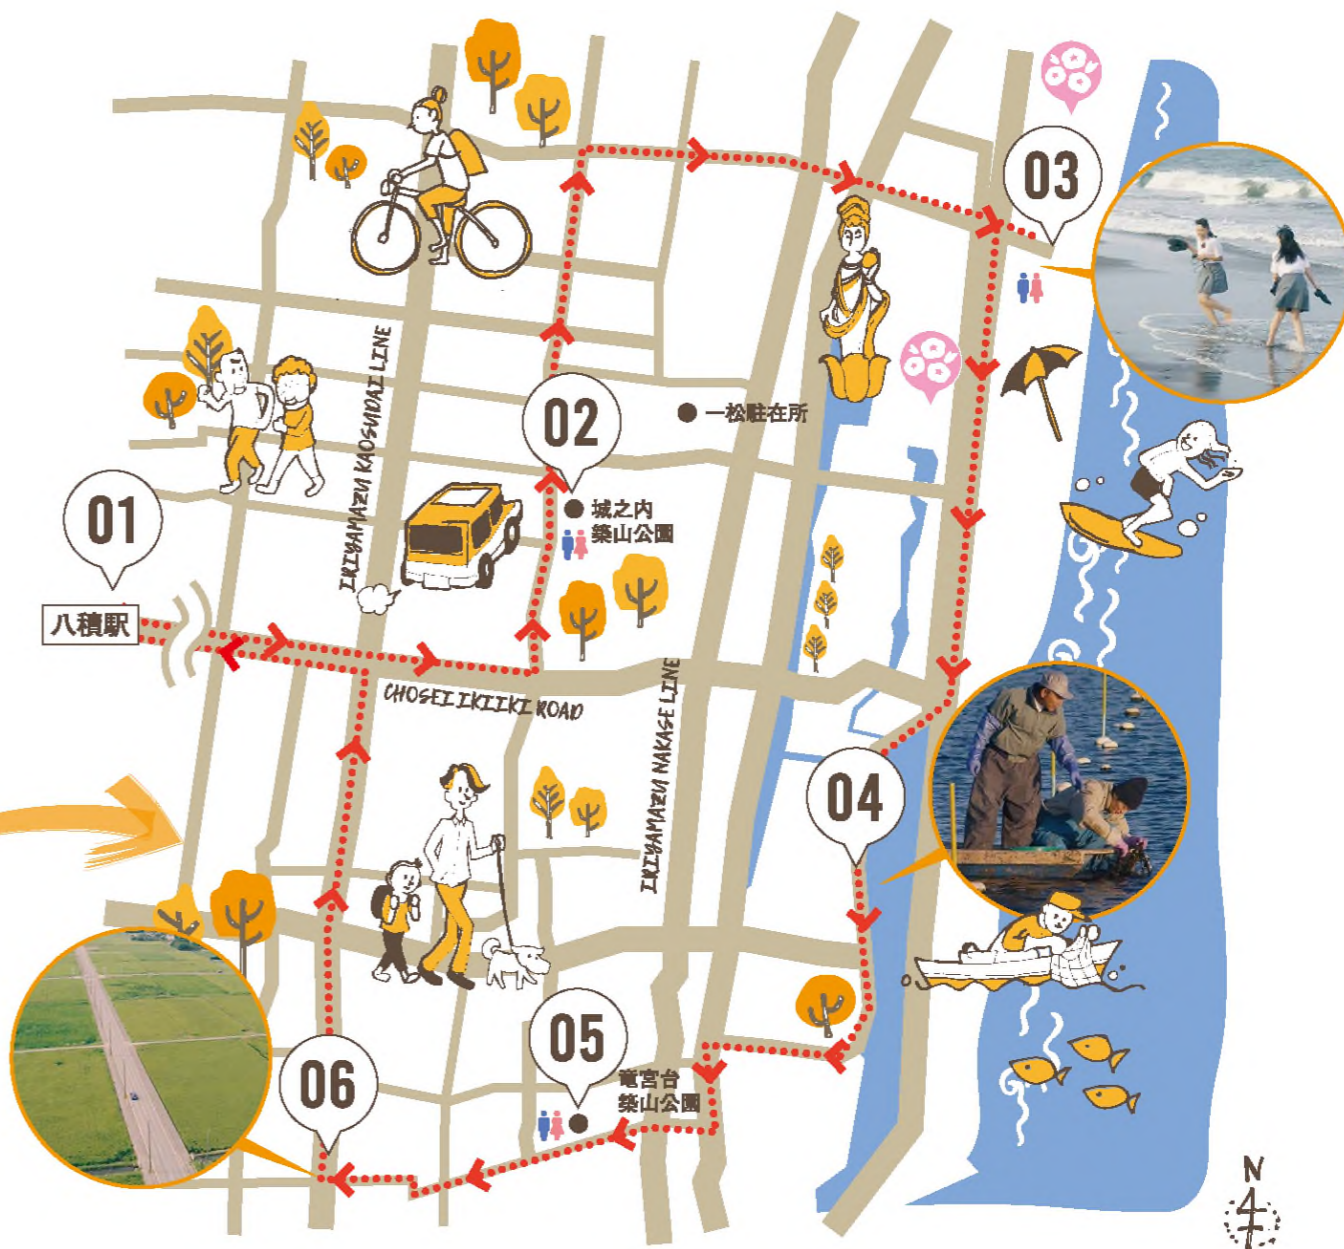 03
02
一松駐在所
01
城之内
築山公園
IRIYAMAZU KAOSUDAI LINE
八積駅
CHOSEI IKIIKI ROAD
IRIYAMAZU NAKASE LINE
04
05
竜宮台
築山公園
06
N